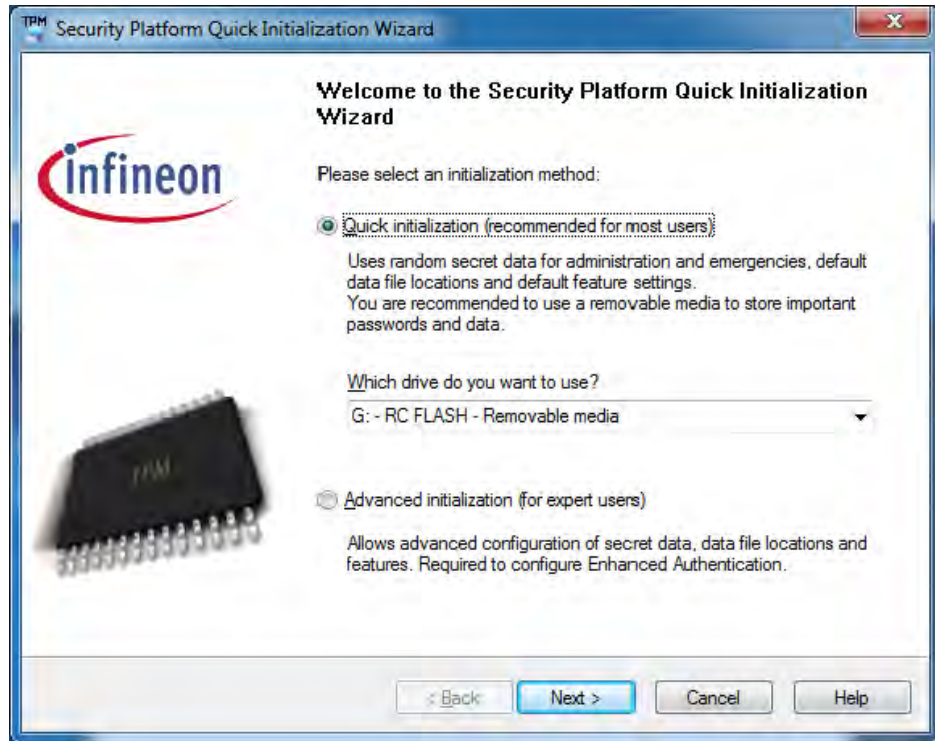 TPM Security Platform Quick Initialization Wizard
Welcome to the Security Platform Quick Initialization
Wizard
infineon
Please select an initialization method:
Quick initialization (recommended for most users)
Uses random secret data for administration and emergencies, default
data file locations and default feature settings.
You are recommended to use a removable media to store important
passwords and data.
Which drive do you want to use?
G: - RC FLASH - Removable media
TPM
Advanced initialization (for expert users)
Allows advanced configuration of secret data, data file locations and
features. Required to configure Enhanced Authentication.
< Back Next > Cancel Help